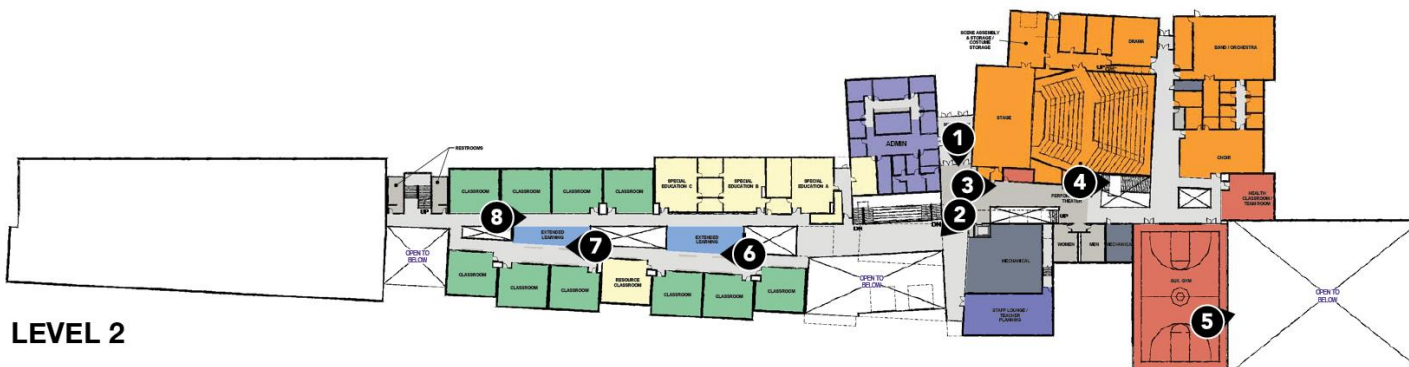 SCENE ASSEMBLY
& STORAGE /
COSTUME
STORAGE
DRAMA
UP
BAND / ORCHESTRA
STAGE
ADMIN
1
RESTROOMS
CLASSROOM
CLASSROOM
CLASSROOM
CLASSROOM
SPECIAL
EDUCATION C
SPECIAL
EDUCATION B
SPECIAL
EDUCATION A
CHOIR
3
4
THEATER
HEALTH
CLASSROOM /
TEAM ROOM
UP
8
DN
DN
2
UP
EXTENDED
LEARNING
7
EXTENDED
LEARNING
6
WOMEN
MEN
MECHANICAL
MECHANICAL
OPEN TO
BELOW
CLASSROOM
CLASSROOM
CLASSROOM
RESOURCE
CLASSROOM
CLASSROOM
CLASSROOM
CLASSROOM
OPEN TO
BELOW
AUX. GYM
OPEN TO
BELOW
STAFF LOUNGE /
TEACHER
PLANNING
5
LEVEL 2